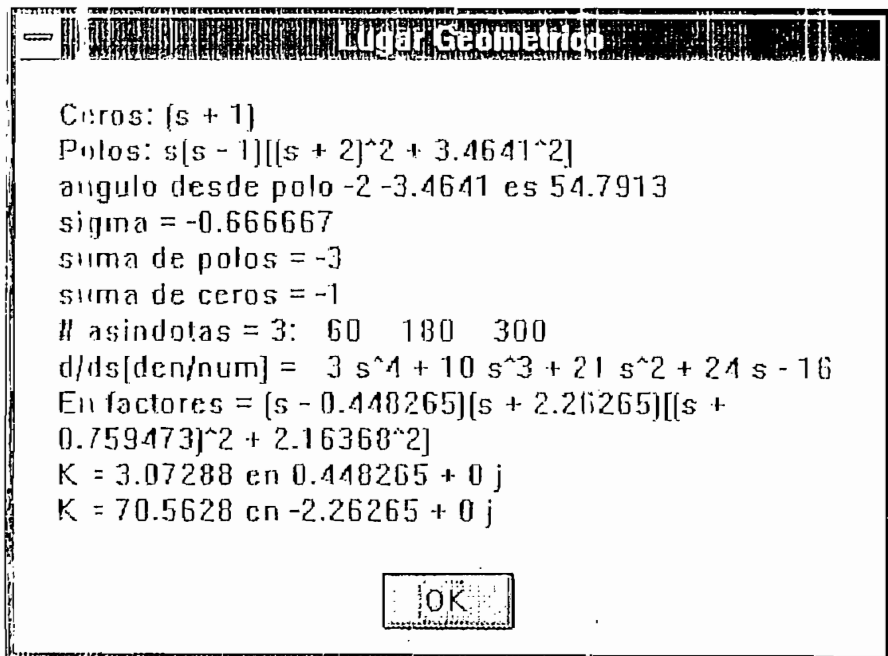 Lugar Geometrico
Ceros: (s + 1)
Polos: s(s - 1)[(s + 2)^2 + 3.4641^2]
angulo desde polo -2 -3.4641 es 54.7913
sigma = -0.666667
suma de polos = -3
suma de ceros = -1
# asindotas = 3: 60 180 300
d/ds[den/num] = 3 s^4 + 10 s^3 + 21 s^2 + 24 s - 16
En factores = (s - 0.448265)(s + 2.26265)[(s +
0.759473)^2 + 2.16368^2]
K = 3.07288 en 0.448265 + 0 j
K = 70.5628 en -2.26265 + 0 j
OK